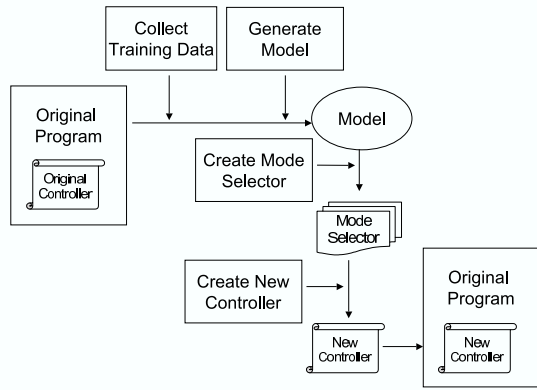 Collect
Training Data
Generate
Model
Original
Program
Original
Controller
Model
Create Mode
Selector
Mode
Selector
Create New
Controller
New
Controller
Original
Program
New
Controller